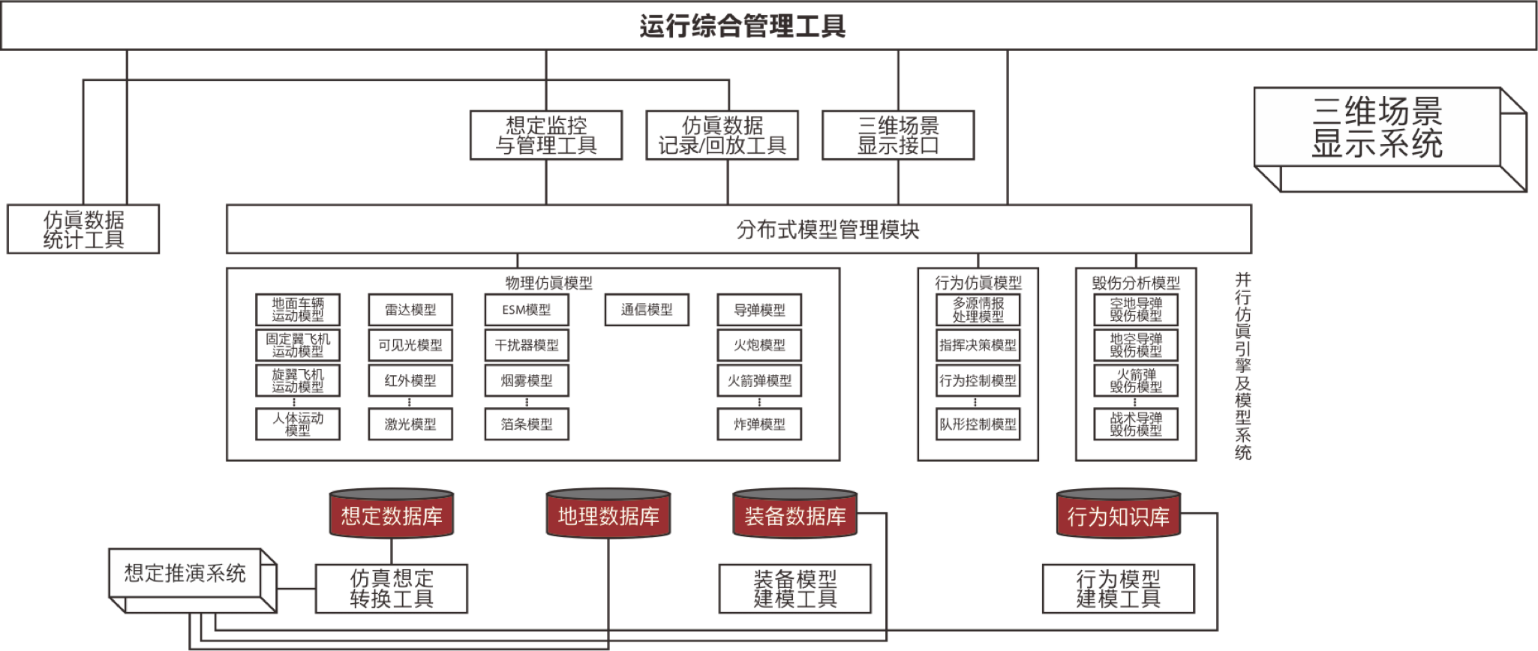 运行综合管理工具
想定监控
与管理工具
仿真数据
记录/回放工具
三维场景
显示接口
三维场景
显示系统
仿真数据
统计工具
分布式模型管理模块
物理仿真模型
地面车辆
运动模型
固定翼飞机
运动模型
旋翼飞机
运动模型
人体运动
模型
雷达模型
可见光模型
红外模型
激光模型
ESM模型
干扰器模型
烟雾模型
箔条模型
通信模型
导弹模型
火炮模型
火箭弹模型
炸弹模型
行为仿真模型
多源情报
处理模型
指挥决策模型
行为控制模型
队形控制模型
毁伤分析模型
空地导弹
毁伤模型
地空导弹
毁伤模型
火箭弹
毁伤模型
战术导弹
毁伤模型
并行仿真引擎及模型系统
想定数据库
地理数据库
装备数据库
行为知识库
想定推演系统
仿真想定
转换工具
装备模型
建模工具
行为模型
建模工具